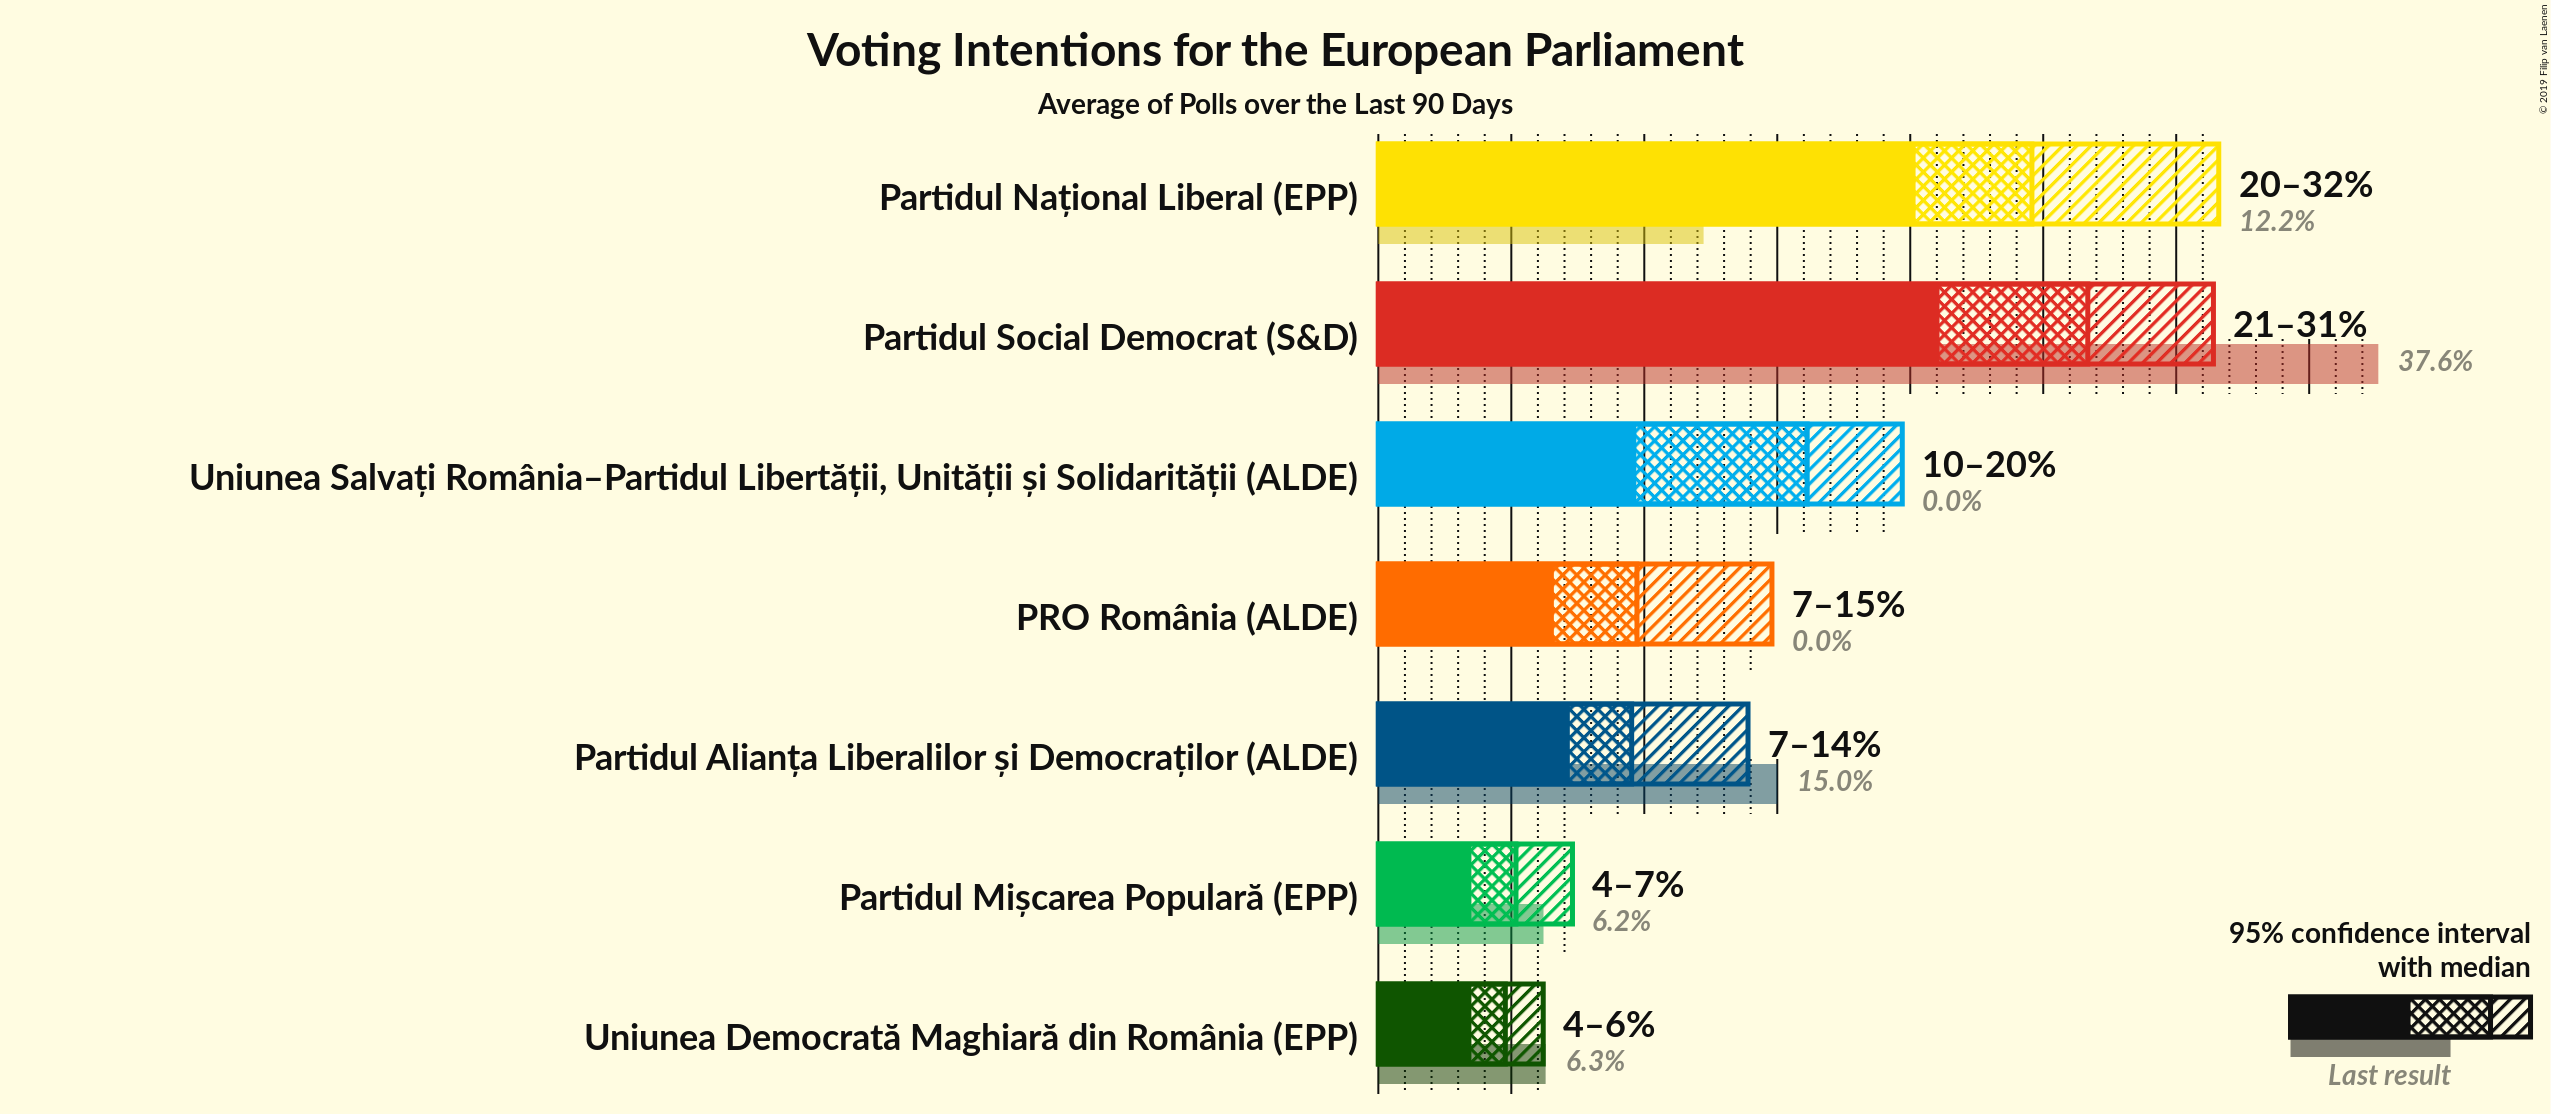 Voting Intentions for the European Parliament
Average of Polls over the Last 90 Days
© 2019 Filip van Laenen
Partidul Național Liberal (EPP)
20–32%
12.2%
Partidul Social Democrat (S&D)
21–31%
37.6%
Uniunea Salvați România–Partidul Libertății, Unității și Solidarității (ALDE)
10–20%
0.0%
PRO România (ALDE)
7–15%
0.0%
Partidul Alianța Liberalilor și Democraților (ALDE)
7–14%
15.0%
Partidul Mișcarea Populară (EPP)
4–7%
6.2%
Uniunea Democrată Maghiară din România (EPP)
4–6%
6.3%
95% confidence interval
with median
Last result